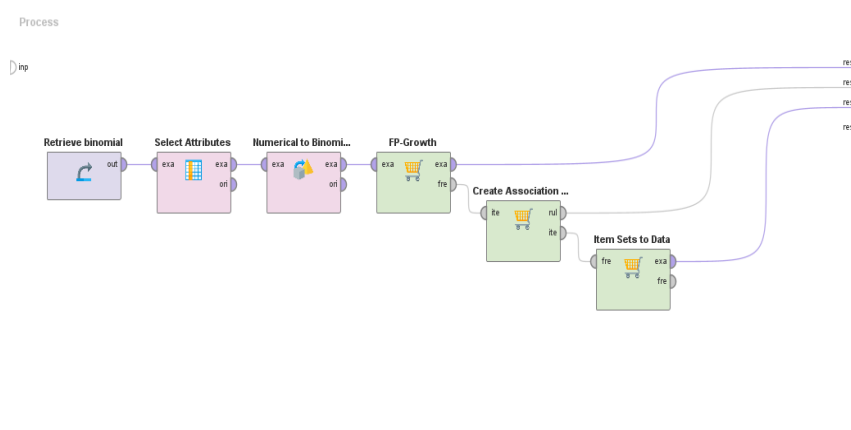 Process
inp
res
res
res
res
Retrieve binomial
out
Select Attributes
exa exa
ori
Numerical to Binomi...
exa exa
ori
FP-Growth
exa exa
fre
Create Association ...
ite rul
ite
Item Sets to Data
fre exa
fre